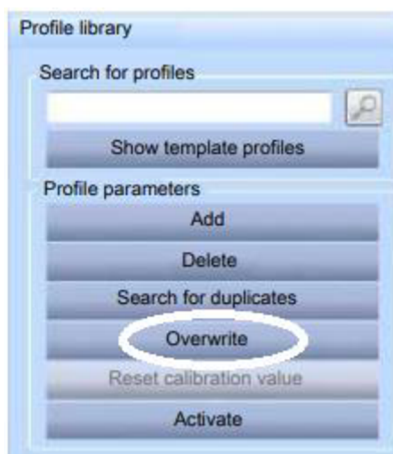 Profile library
Search for profiles
Show template profiles
Profile parameters
Add
Delete
Search for duplicates
Overwrite
Reset calibration value
Activate